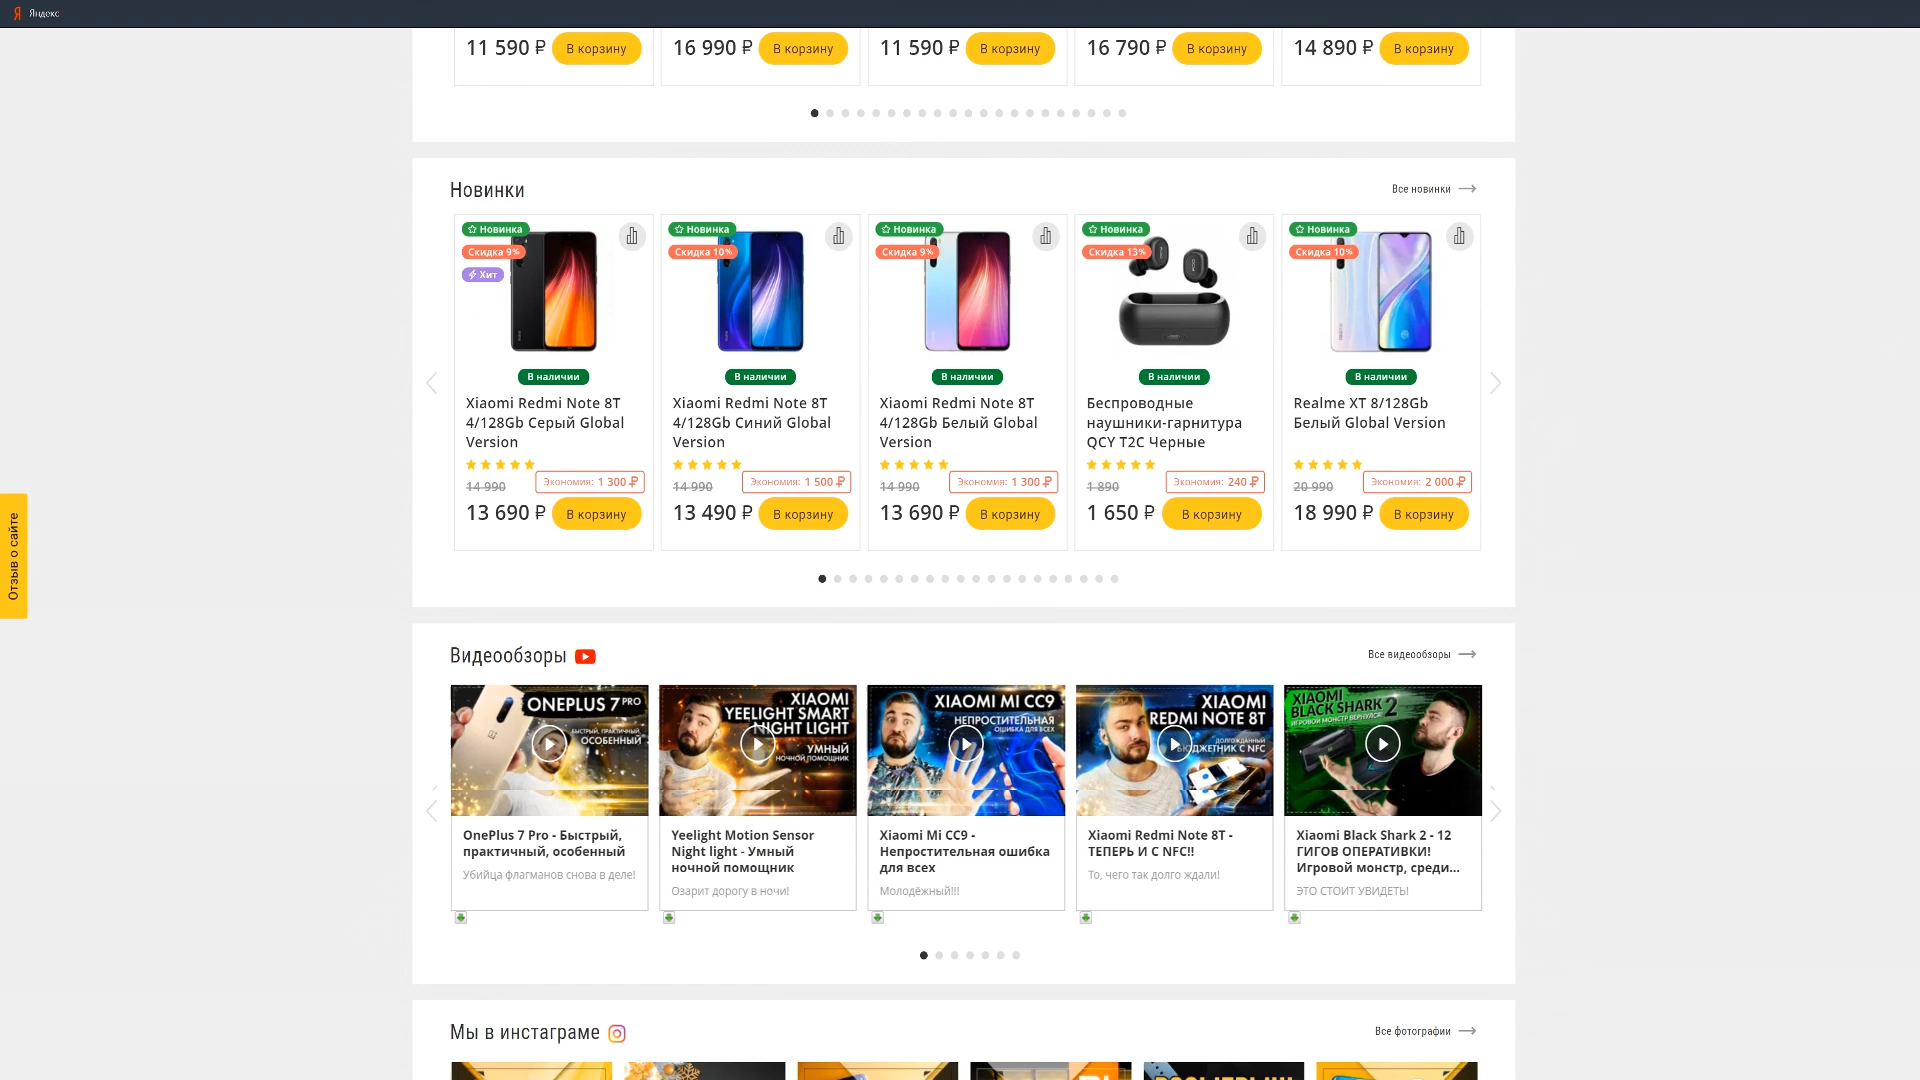 Яндекс
11 590 ₽ В корзину
16 990 ₽ В корзину
11 590 ₽ В корзину
16 790 ₽ В корзину
14 890 ₽ В корзину
Новинки
Все новинки
Новинка
Скидка 9%
Хит
В наличии
Xiaomi Redmi Note 8T
4/128Gb Серый Global
Version
Экономия: 1 300 ₽
14 990
13 690 ₽ В корзину
Новинка
Скидка 10%
В наличии
Xiaomi Redmi Note 8T
4/128Gb Синий Global
Version
Экономия: 1 500 ₽
14 990
13 490 ₽ В корзину
Новинка
Скидка 9%
В наличии
Xiaomi Redmi Note 8T
4/128Gb Белый Global
Version
Экономия: 1 300 ₽
14 990
13 690 ₽ В корзину
Новинка
Скидка 13%
В наличии
Беспроводные
наушники-гарнитура
QCY T2C Черные
Экономия: 240 ₽
1 890
1 650 ₽ В корзину
Новинка
Скидка 10%
В наличии
Realme XT 8/128Gb
Белый Global Version
Экономия: 2 000 ₽
20 990
18 990 ₽ В корзину
Отзыв о сайте
Видеообзоры
Все видеообзоры
ONEPLUS 7 PRO
БЫСТРЫЙ, ПРАКТИЧНЫЙ,
ОСОБЕННЫЙ
OnePlus 7 Pro - Быстрый,
практичный, особенный
Убийца флагманов снова в деле!
XIAOMI
YEELIGHT SMART
NIGHT LIGHT
УМНЫЙ
НОЧНОЙ ПОМОЩНИК
Yeelight Motion Sensor
Night light - Умный
ночной помощник
Озарит дорогу в ночи!
XIAOMI MI CC9
НЕПРОСТИТЕЛЬНАЯ
ОШИБКА ДЛЯ ВСЕХ
Xiaomi Mi CC9 -
Непростительная ошибка
для всех
Молодёжный!!!
XIAOMI
REDMI NOTE 8T
ДОЛГОЖДАННЫЙ
БЮДЖЕТНИК С NFC
Xiaomi Redmi Note 8T -
ТЕПЕРЬ И С NFC!!
То, чего так долго ждали!
XIAOMI
BLACK SHARK 2
ИГРОВОЙ МОНСТР ВЕРНУЛСЯ
Xiaomi Black Shark 2 - 12
ГИГОВ ОПЕРАТИВКИ!
Игровой монстр, среди...
ЭТО СТОИТ УВИДЕТЬ!
Мы в инстаграме
Все фотографии